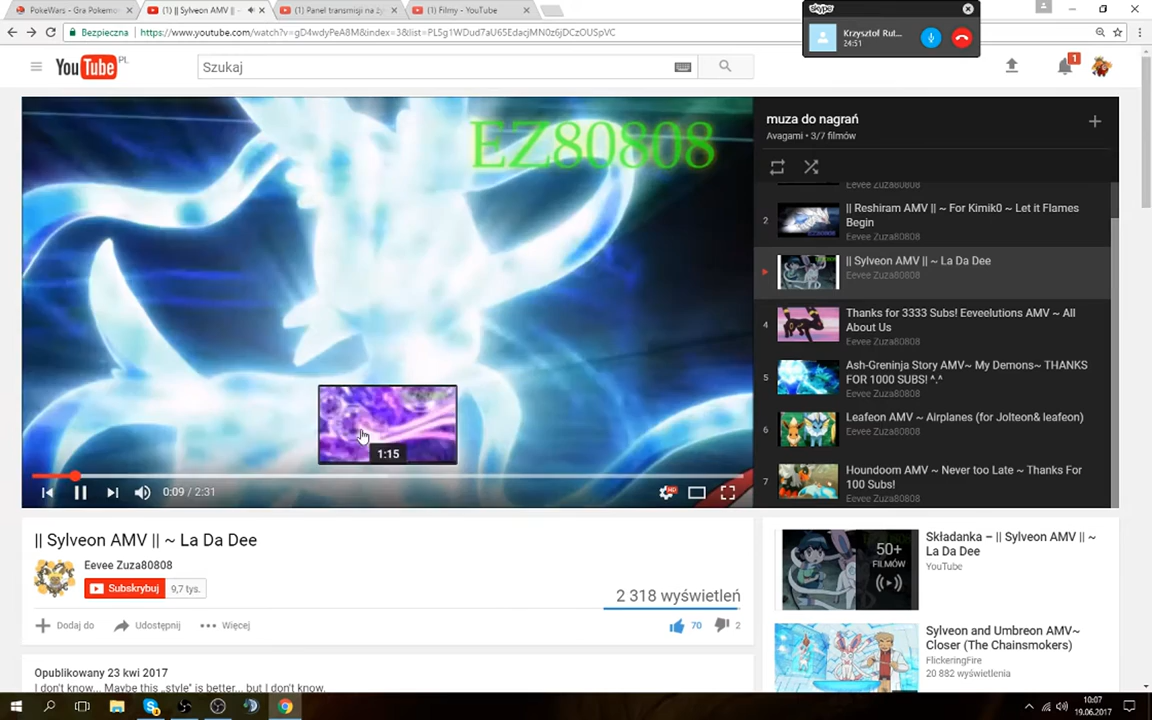 PokeWars - Gra Pokemon
(1) || Sylveon AMV ||
(1) Panel transmisji na ży
(1) Filmy - YouTube
Bezpieczna
https://www.youtube.com/watch?v=gD4wdyPeA8M&index=3&list=PL5g1WDud7aU65EdacjMN0z6jDCzOUSpVC
skype
Krzysztof Rut...
24:51
YouTube PL
Szukaj
1
EZ80808
muza do nagrań
Avagami • 3/7 filmów
Eevee Zuza80808
2
|| Reshiram AMV || ~ For Kimik0 ~ Let it Flames
Begin
Eevee Zuza80808
|| Sylveon AMV || ~ La Da Dee
Eevee Zuza80808
4
Thanks for 3333 Subs! Eeveelutions AMV ~ All
About Us
Eevee Zuza80808
5
Ash-Greninja Story AMV~ My Demons~ THANKS
FOR 1000 SUBS! ^.^
Eevee Zuza80808
6
Leafeon AMV ~ Airplanes (for Jolteon& leafeon)
Eevee Zuza80808
7
Houndoom AMV ~ Never too Late ~ Thanks For
100 Subs!
Eevee Zuza80808
1:15
0:09 / 2:31
HD
|| Sylveon AMV || ~ La Da Dee
Eevee Zuza80808
Subskrybuj
9,7 tys.
2 318 wyświetleń
Dodaj do
Udostępnij
Więcej
70
2
Opublikowany 23 kwi 2017
I don't know... Maybe this „style" is better... but I don't know.
50+
FILMÓW
Składanka – || Sylveon AMV || ~
La Da Dee
YouTube
Sylveon and Umbreon AMV~
Closer (The Chainsmokers)
FlickeringFire
20 882 wyświetlenia
10:07
19.06.2017